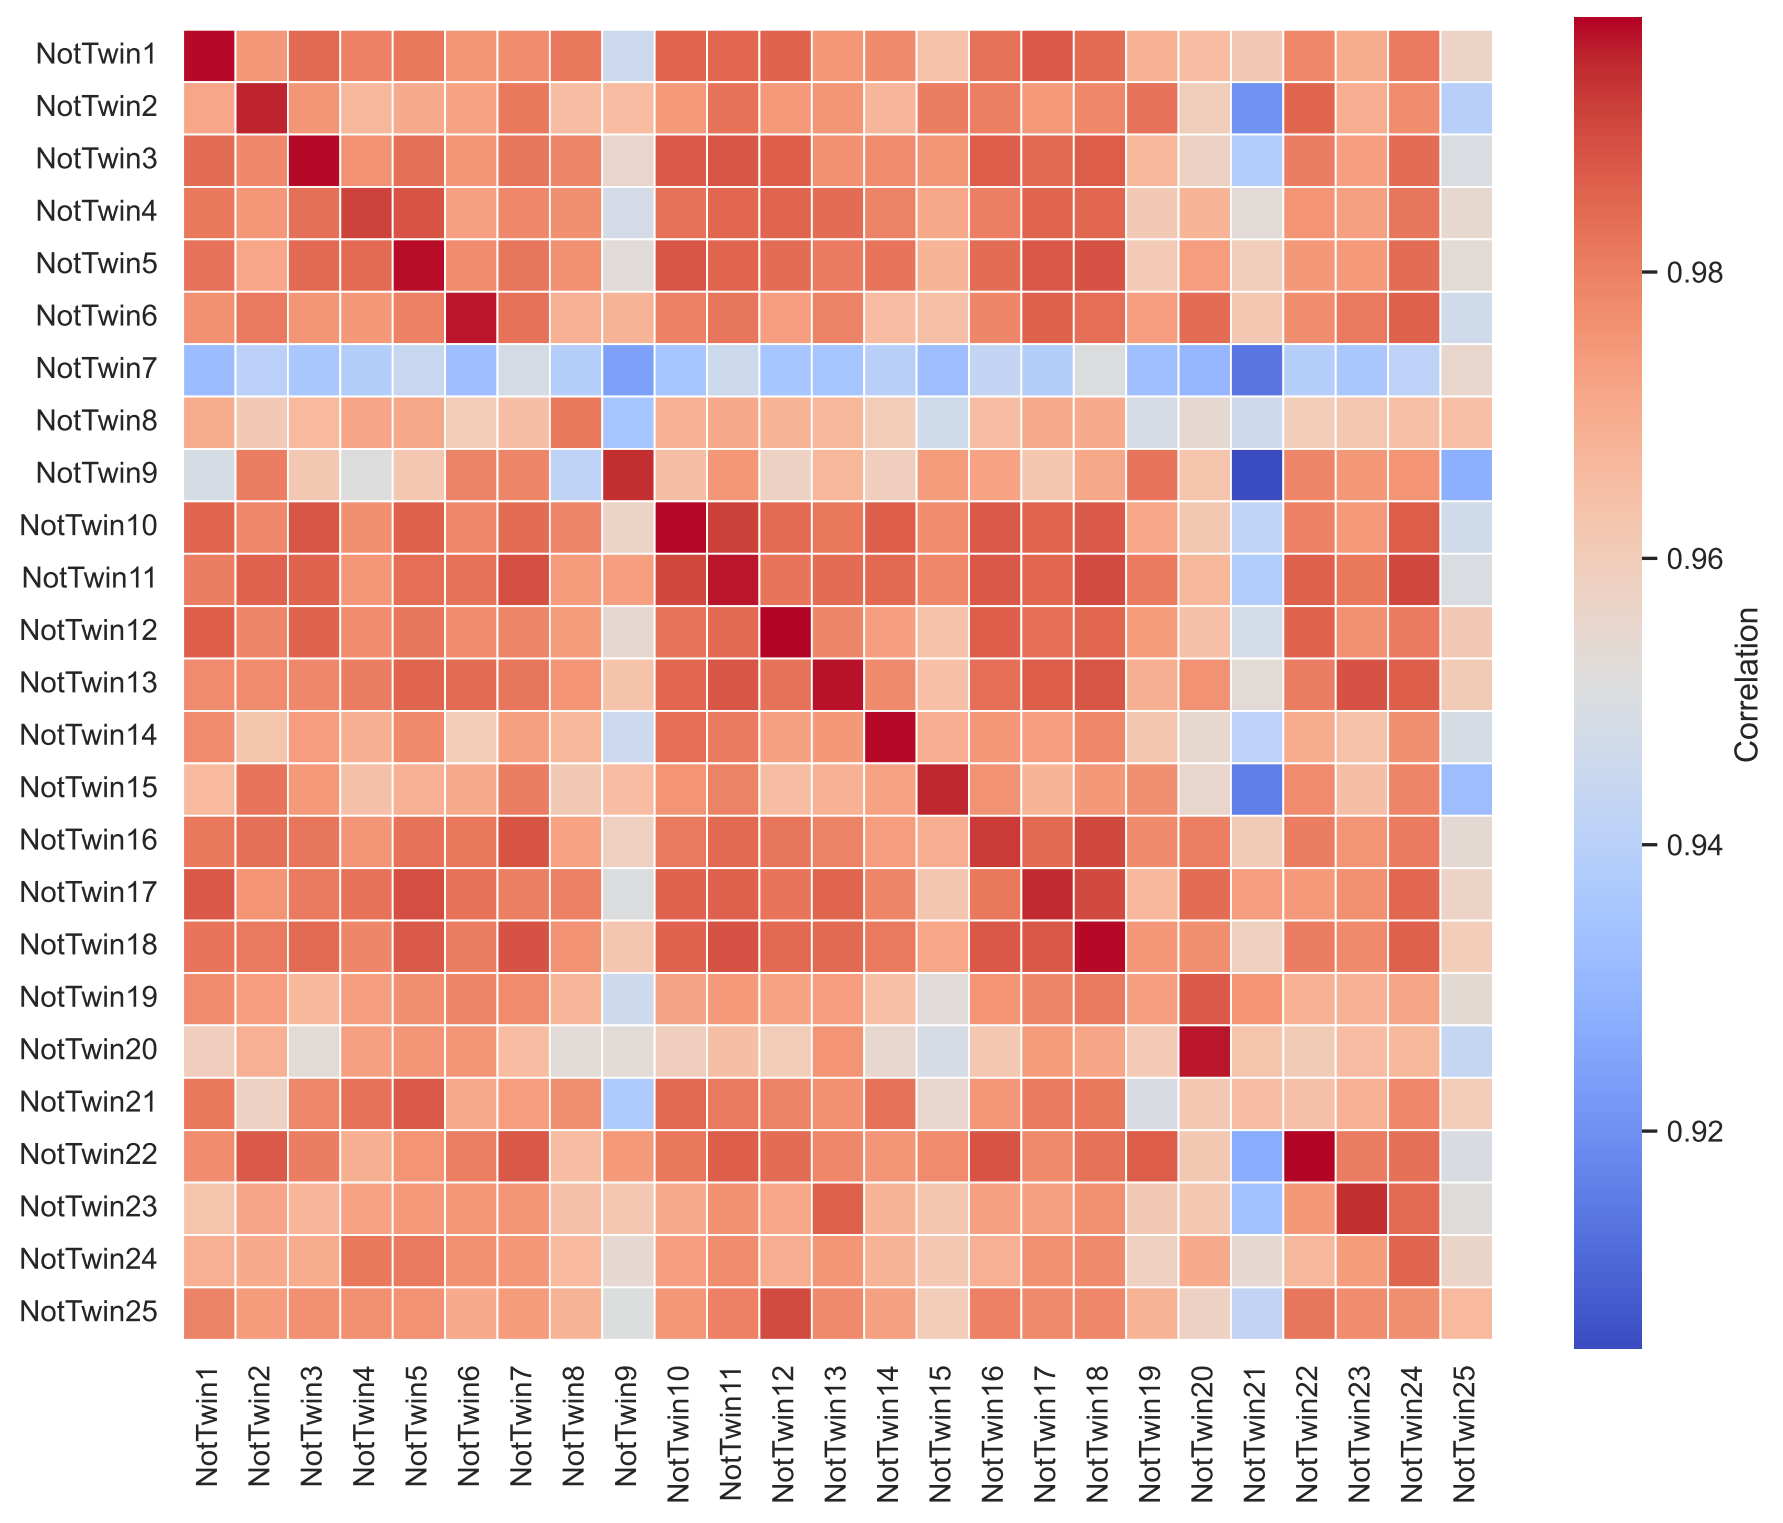 NotTwin1
NotTwin2
NotTwin3
NotTwin4
NotTwin5
NotTwin6
NotTwin7
NotTwin8
NotTwin9
NotTwin10
NotTwin11
NotTwin12
NotTwin13
NotTwin14
NotTwin15
NotTwin16
NotTwin17
NotTwin18
NotTwin19
NotTwin20
NotTwin21
NotTwin22
NotTwin23
NotTwin24
NotTwin25
NotTwin1
NotTwin2
NotTwin3
NotTwin4
NotTwin5
NotTwin6
NotTwin7
NotTwin8
NotTwin9
NotTwin10
NotTwin11
NotTwin12
NotTwin13
NotTwin14
NotTwin15
NotTwin16
NotTwin17
NotTwin18
NotTwin19
NotTwin20
NotTwin21
NotTwin22
NotTwin23
NotTwin24
NotTwin25
0.98
0.96
0.94
0.92
Correlation